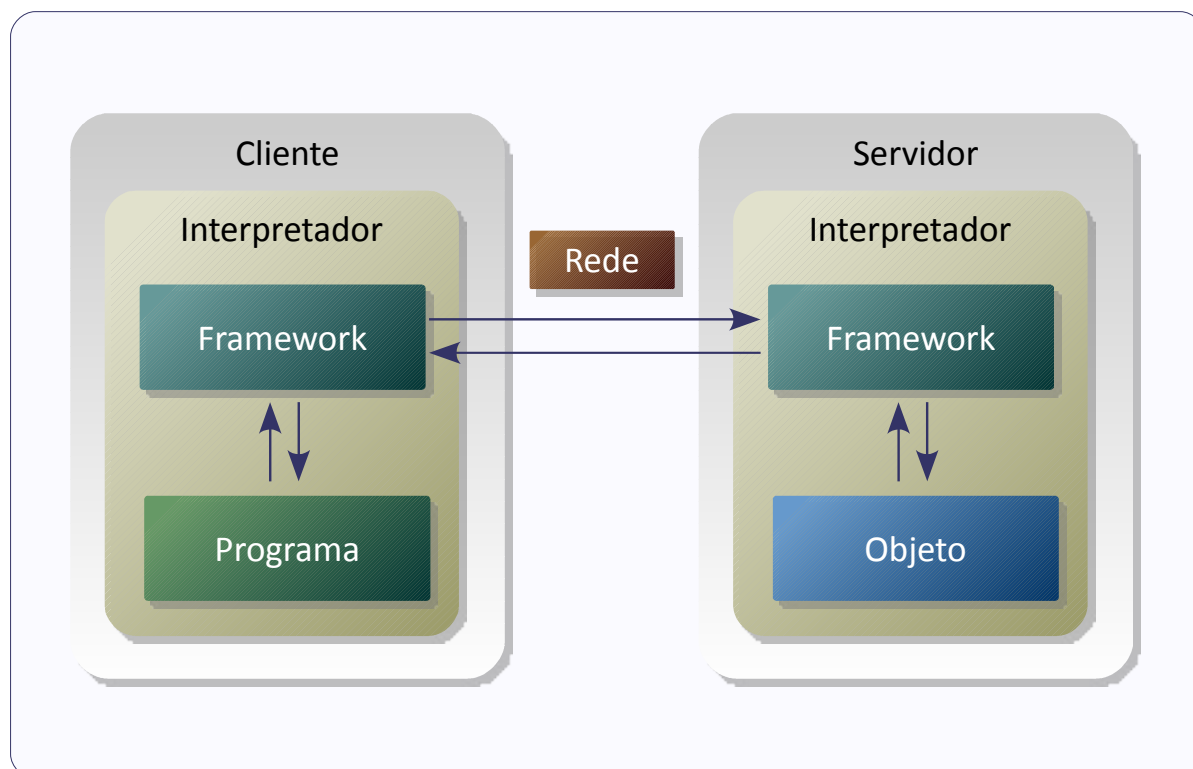 Cliente
Interpretador
Framework
Programa
Rede
Servidor
Interpretador
Framework
Objeto